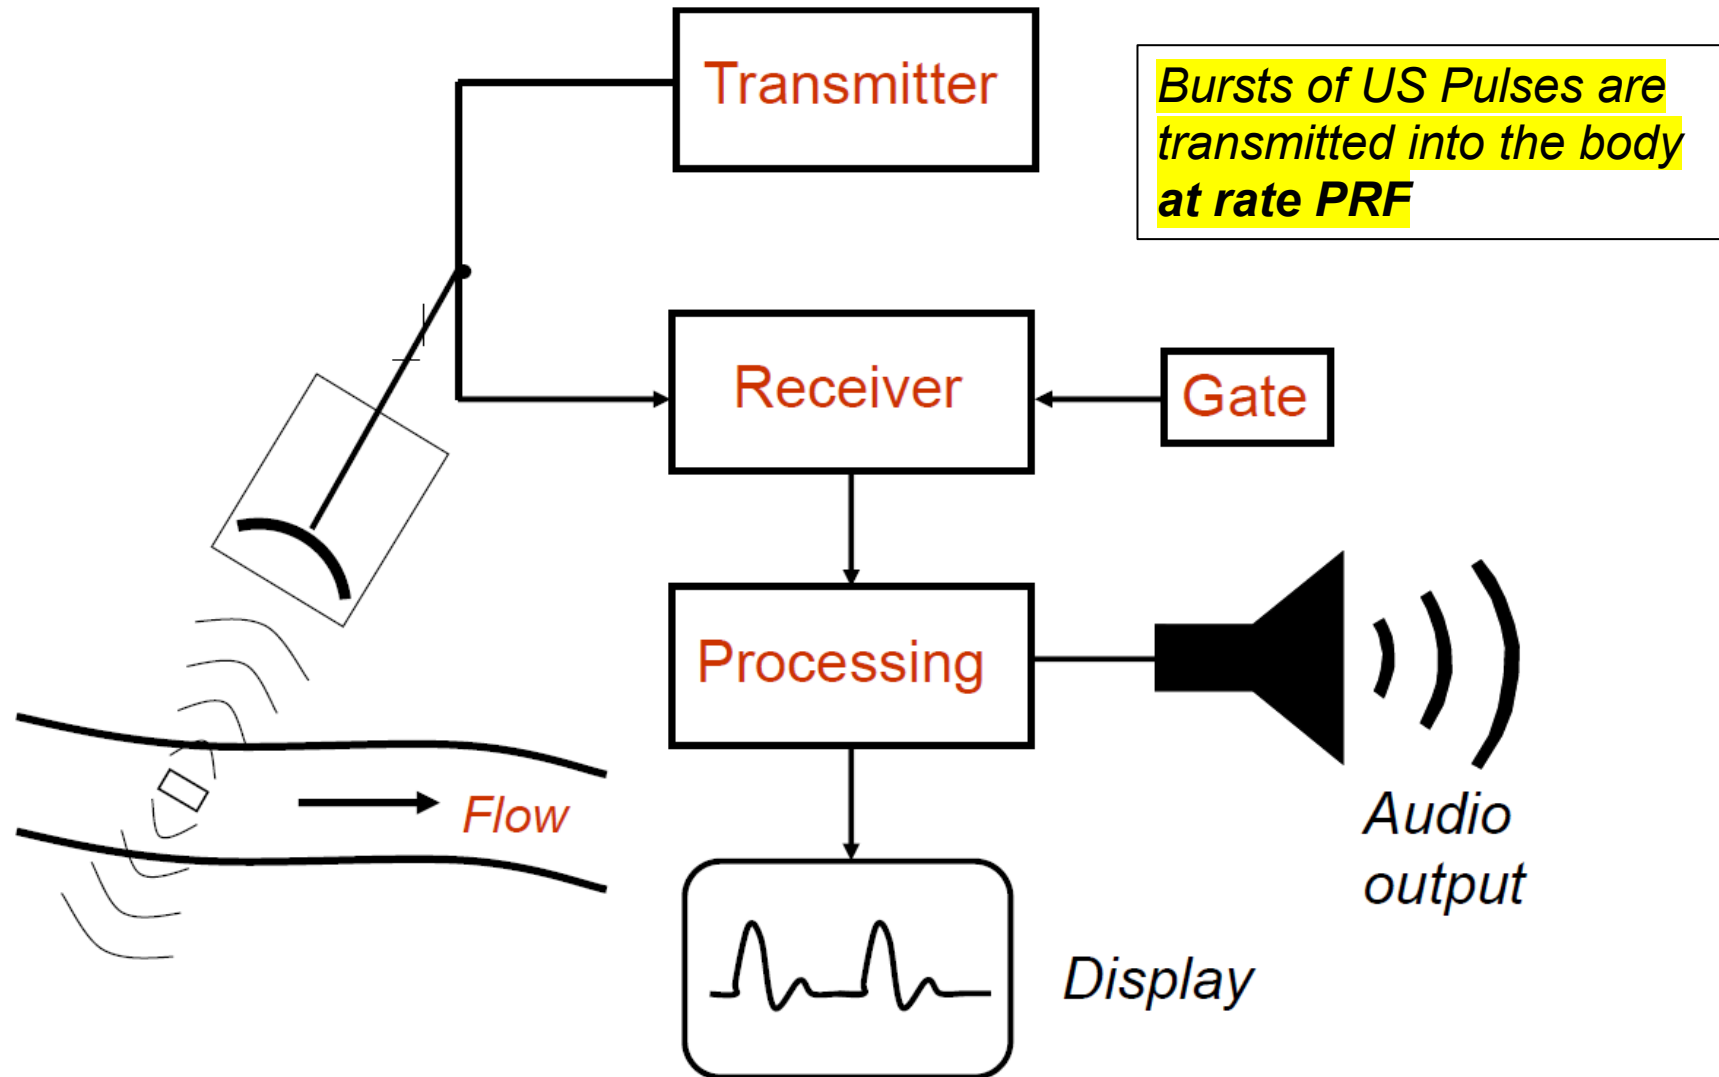 Transmitter
Bursts of US Pulses are
transmitted into the body
at rate PRF
Receiver
Gate
Processing
Flow
Audio
output
Display